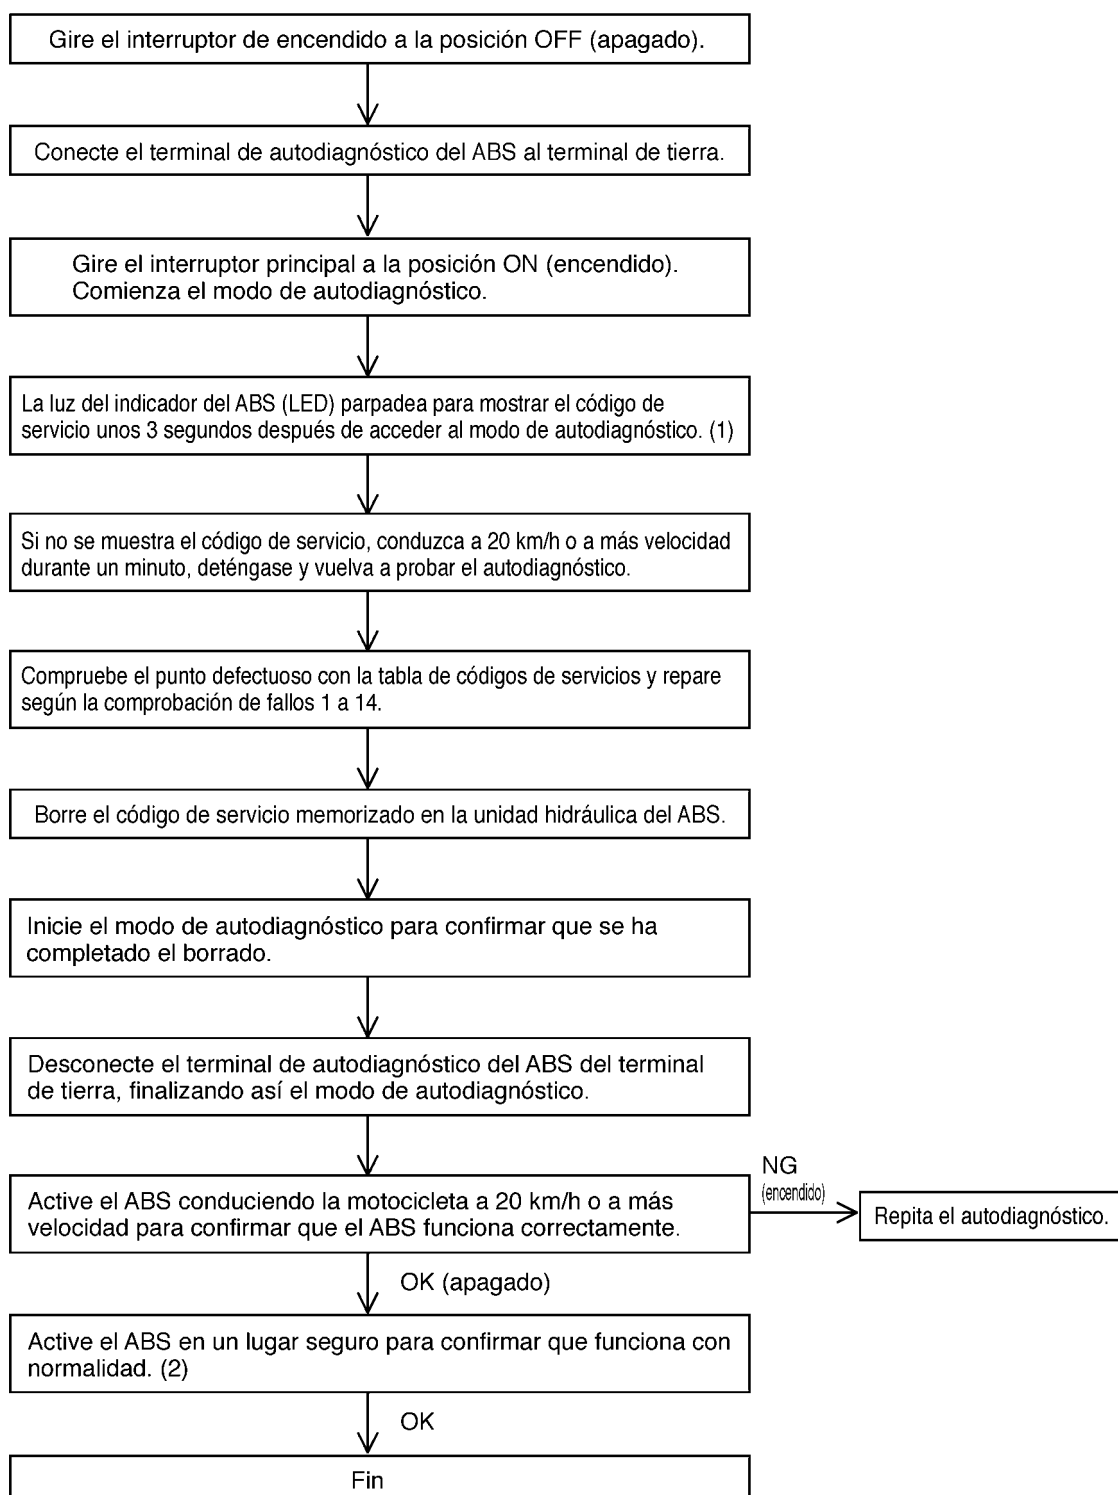 Gire el interruptor de encendido a la posición OFF (apagado).
Conecte el terminal de autodiagnóstico del ABS al terminal de tierra.
Gire el interruptor principal a la posición ON (encendido).
Comienza el modo de autodiagnóstico.
La luz del indicador del ABS (LED) parpadea para mostrar el código de
servicio unos 3 segundos después de acceder al modo de autodiagnóstico. (1)
Si no se muestra el código de servicio, conduzca a 20 km/h o a más velocidad
durante un minuto, deténgase y vuelva a probar el autodiagnóstico.
Compruebe el punto defectuoso con la tabla de códigos de servicios y repare
según la comprobación de fallos 1 a 14.
Borre el código de servicio memorizado en la unidad hidráulica del ABS.
Inicie el modo de autodiagnóstico para confirmar que se ha
completado el borrado.
Desconecte el terminal de autodiagnóstico del ABS del terminal
de tierra, finalizando así el modo de autodiagnóstico.
Active el ABS conduciendo la motocicleta a 20 km/h o a más
velocidad para confirmar que el ABS funciona correctamente.
NG
(encendido)
Repita el autodiagnóstico.
OK (apagado)
Active el ABS en un lugar seguro para confirmar que funciona con
normalidad. (2)
OK
Fin